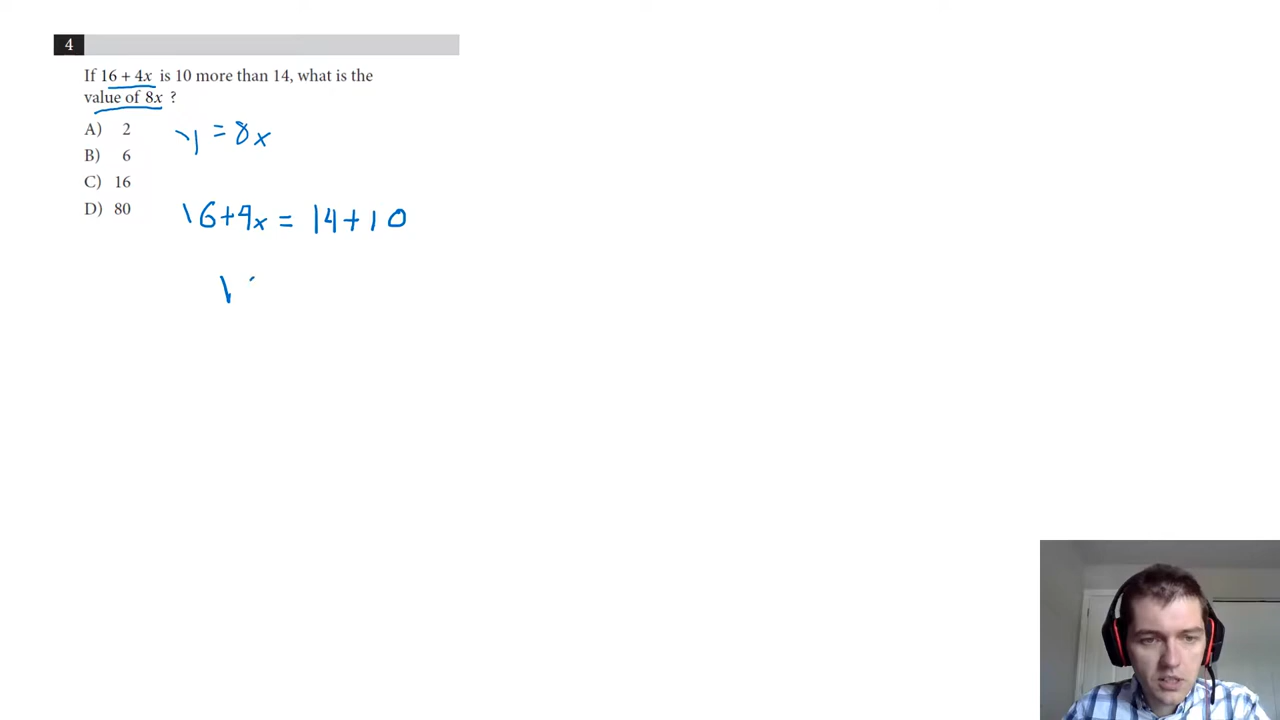 4
If 16 + 4x is 10 more than 14, what is the
value of 8x ?
A) 2
B) 6
C) 16
D) 80
y = 8x
16+4x = 14+10